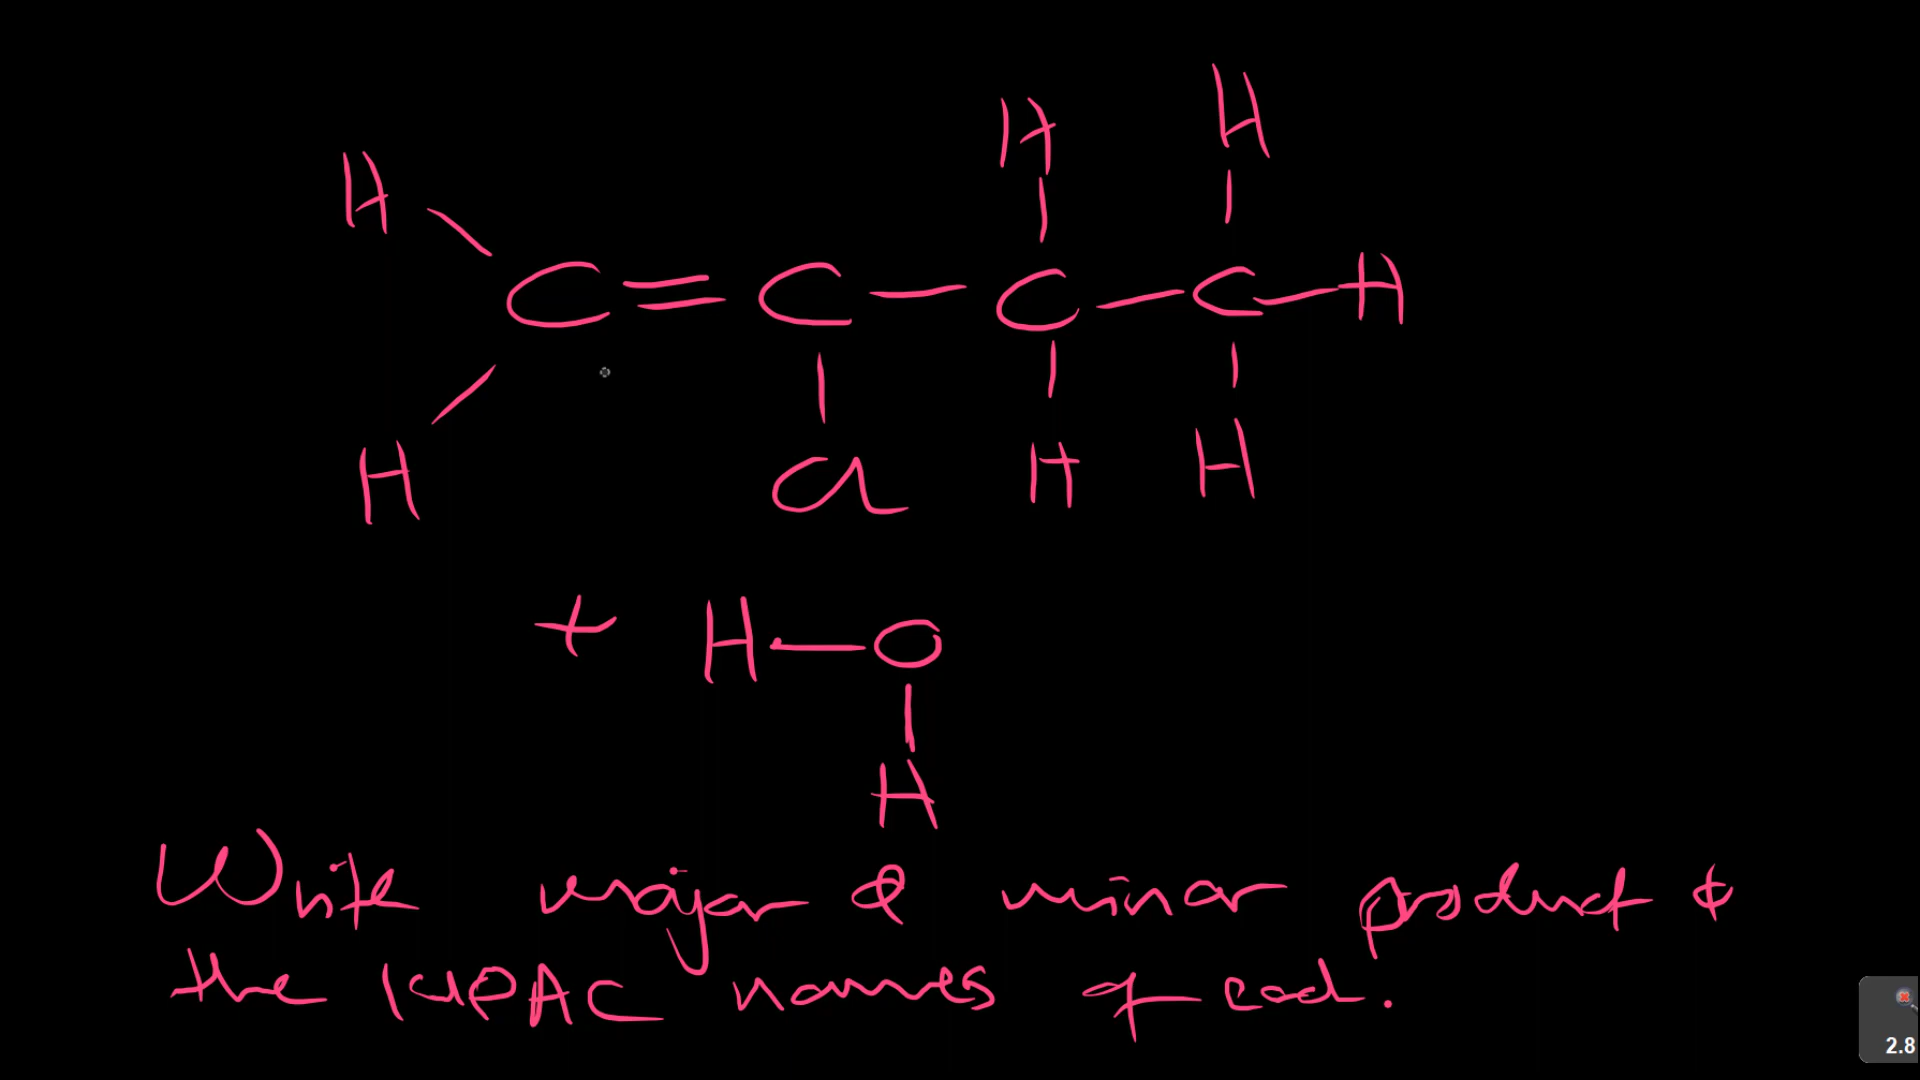 H H
H
C = C - C - C - H
H Cl H H
+ H - O
H
Write major & minor product &
the IUPAC names of each.
2.8